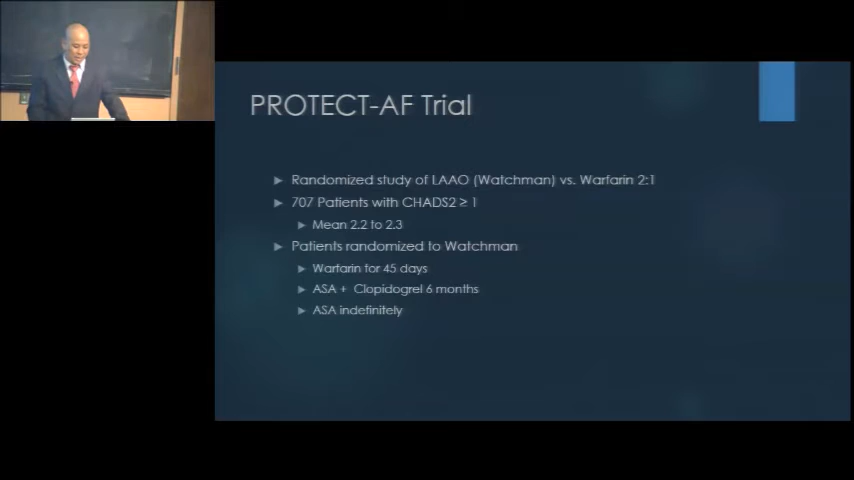 PROTECT-AF Trial
Randomized study of LAAO (Watchman) vs. Warfarin 2:1
707 Patients with CHADS2 ≥ 1
Mean 2.2 to 2.3
Patients randomized to Watchman
Warfarin for 45 days
ASA + Clopidogrel 6 months
ASA indefinitely